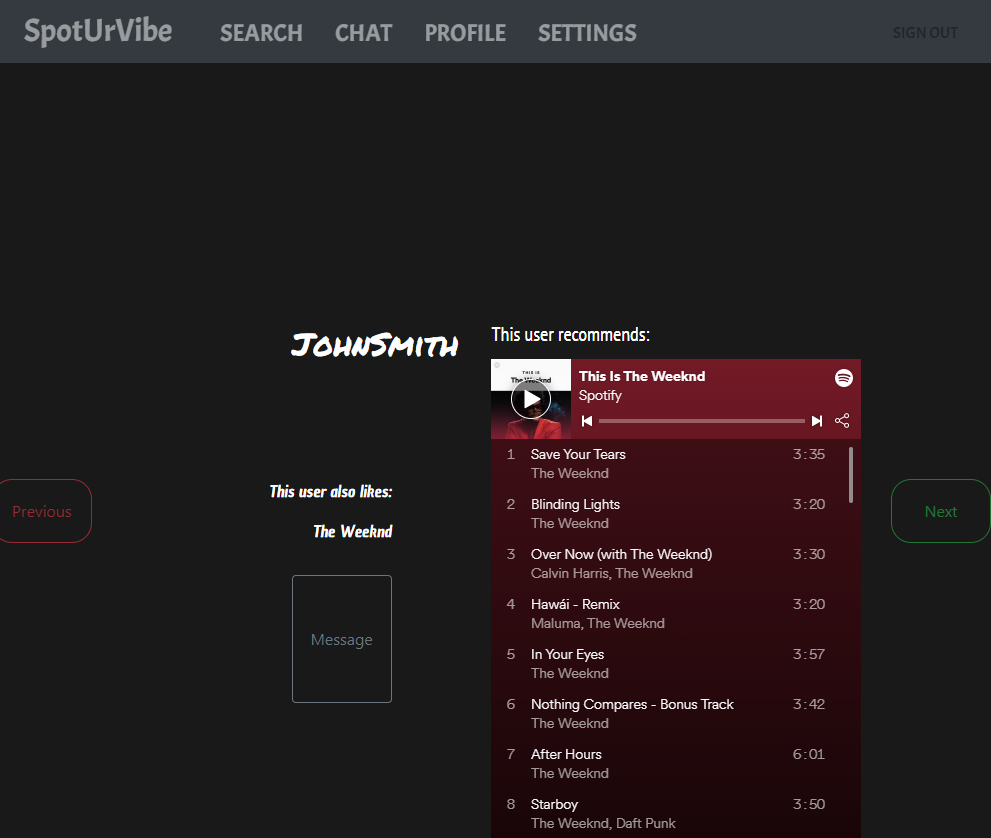 SpotUrVibe SEARCH CHAT PROFILE SETTINGS SIGN OUT
JohnSmith
This user recommends:
THIS IS
The Weeknd
This Is The Weeknd
Spotify
1 Save Your Tears 3:35
The Weeknd
This user also likes:
The Weeknd
2 Blinding Lights 3:20
The Weeknd
Previous
Next
3 Over Now (with The Weeknd) 3:30
Calvin Harris, The Weeknd
4 Hawái - Remix 3:20
Maluma, The Weeknd
Message
5 In Your Eyes 3:57
The Weeknd
6 Nothing Compares - Bonus Track 3:42
The Weeknd
7 After Hours 6:01
The Weeknd
8 Starboy 3:50
The Weeknd, Daft Punk